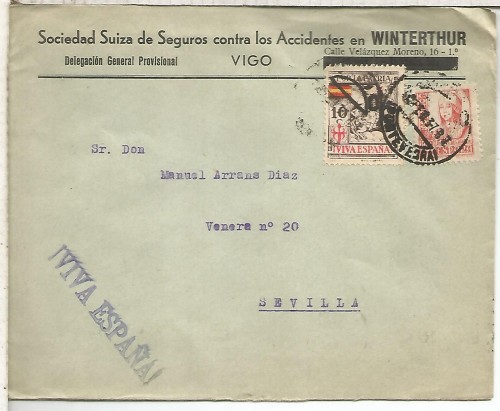 Sociedad Suiza de Seguros contra los Accidentes en WINTERTHUR
Calle Velázquez Moreno, 16 - 1.º
Delegación General Provisional VIGO
10
¡VIVA ESPAÑA!
Sr. Don
Manuel Arrans Díaz
Venera nº 20
SEVILLA
¡VIVA ESPAÑA!